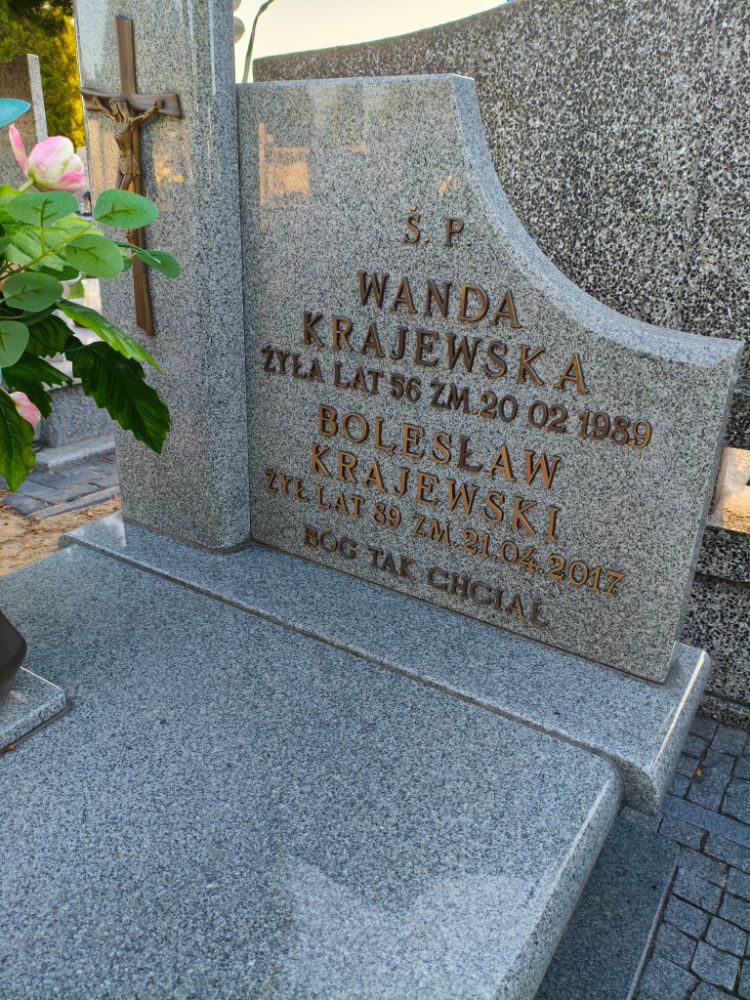 Ś. P.
WANDA
KRAJEWSKA
ŻYŁA LAT 56 ZM.20 02 1989
BOLESŁAW
KRAJEWSKI
ŻYŁ LAT 89 ZM.21.04.2017
BÓG TAK CHCIAŁ